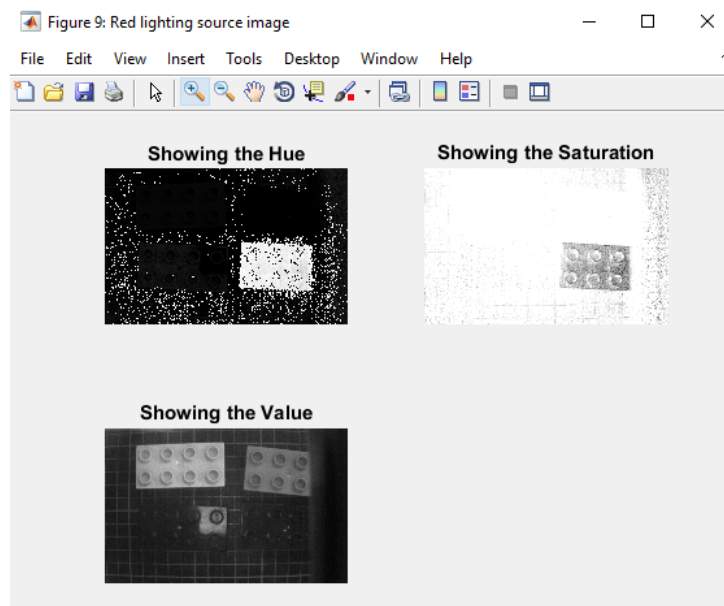 Figure 9: Red lighting source image
File Edit View Insert Tools Desktop Window Help
Showing the Hue
Showing the Saturation
Showing the Value